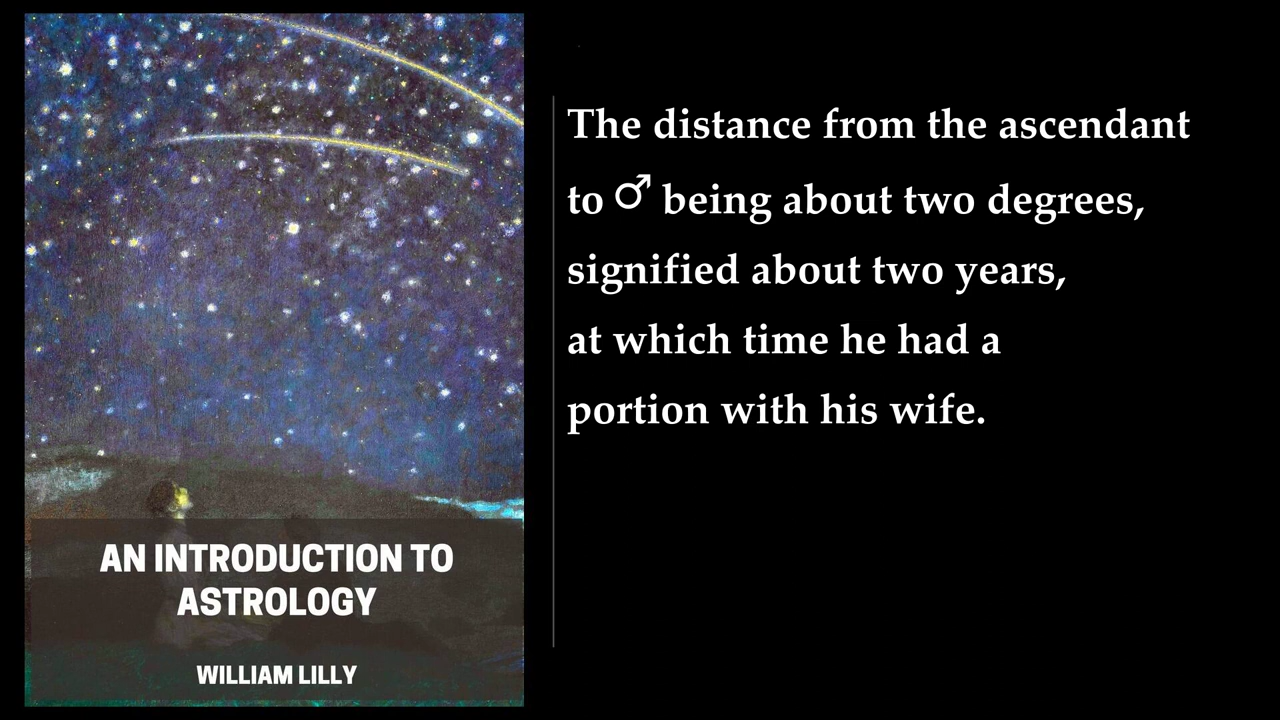 AN INTRODUCTION TO
ASTROLOGY
WILLIAM LILLY
The distance from the ascendant
to ♂ being about two degrees,
signified about two years,
at which time he had a
portion with his wife.